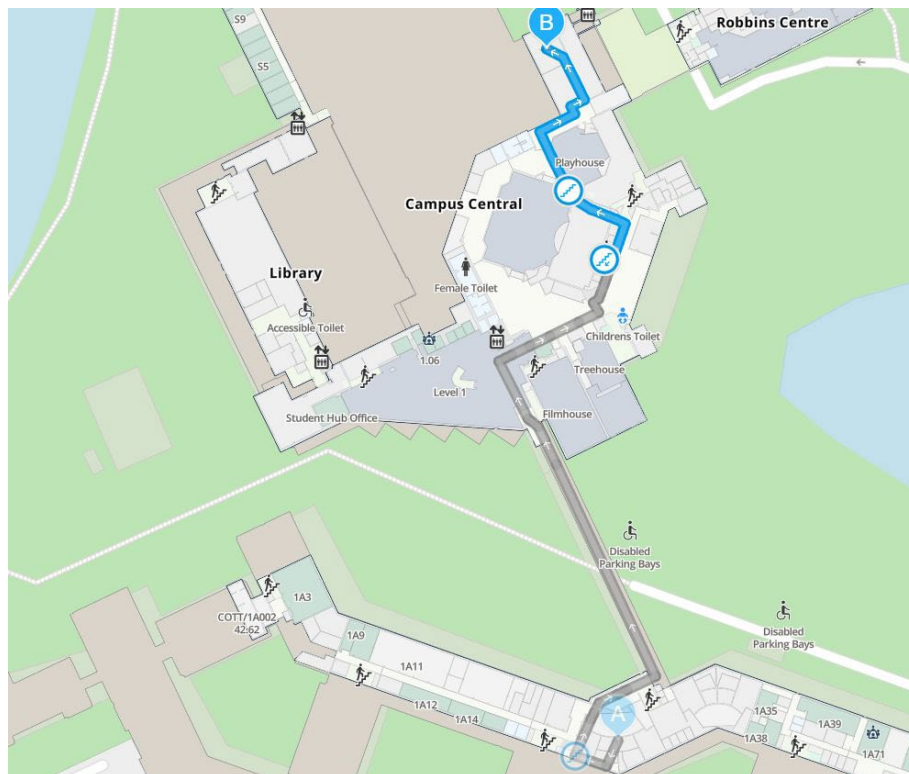 S9
B
Robbins Centre
S5
Playhouse
Campus Central
Library
Female Toilet
Accessible Toilet
Childrens Toilet
1.06
Treehouse
Level 1
Filmhouse
Student Hub Office
Disabled
Parking Bays
1A3
COTT/1A002
42:62
Disabled
Parking Bays
1A9
1A11
1A12
1A14
A
1A35
1A39
1A38
1A71